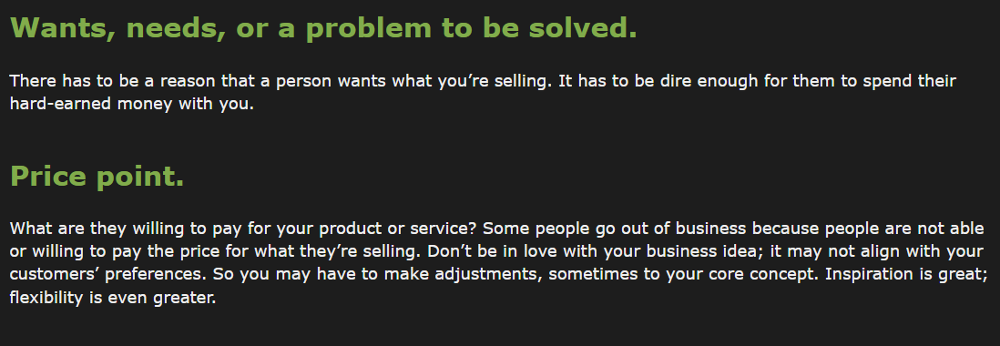 Wants, needs, or a problem to be solved.
There has to be a reason that a person wants what you’re selling. It has to be dire enough for them to spend their
hard-earned money with you.
Price point.
What are they willing to pay for your product or service? Some people go out of business because people are not able
or willing to pay the price for what they’re selling. Don’t be in love with your business idea; it may not align with your
customers’ preferences. So you may have to make adjustments, sometimes to your core concept. Inspiration is great;
flexibility is even greater.